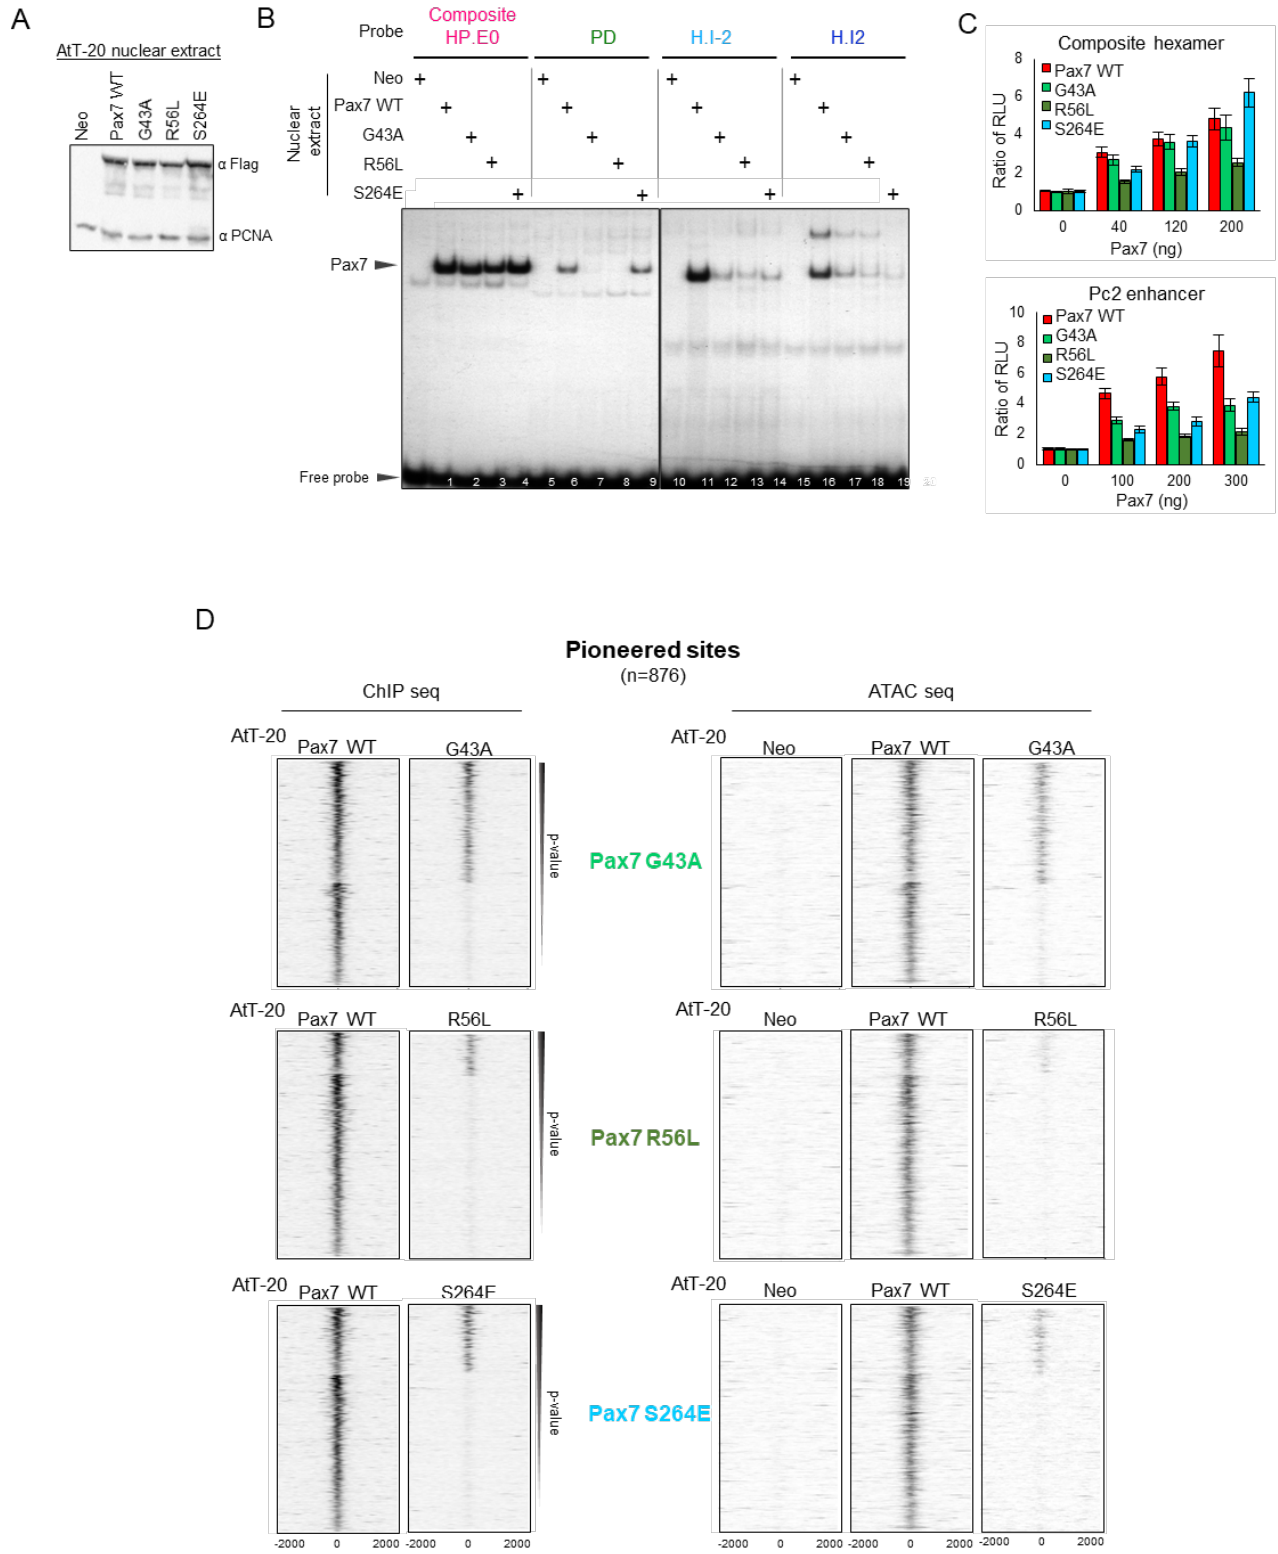 A
AtT-20 nuclear extract
Neo
Pax7 WT
G43A
R56L
S264E
α Flag
α PCNA
B
Probe
Composite
HP.E0
PD
H.I-2
H.I2
Nuclear
extract
Neo + + + +
Pax7 WT + + + +
G43A + + + +
R56L + + + +
S264E + + + +
Pax7
Free probe
1 2 3 4 5 6 7 8 9 10 11 12 13 14 15 16 17 18 19
C
Composite hexamer
Ratio of RLU
8
6
4
2
0
Pax7 WT
G43A
R56L
S264E
0 40 120 200
Pax7 (ng)
Pc2 enhancer
Ratio of RLU
10
8
6
4
2
0
Pax7 WT
G43A
R56L
S264E
0 100 200 300
Pax7 (ng)
D
Pioneered sites
(n=876)
ChIP seq
ATAC seq
AtT-20 Pax7 WT G43A
p-value
Pax7 G43A
AtT-20 Neo Pax7 WT G43A
AtT-20 Pax7 WT R56L
p-value
Pax7 R56L
AtT-20 Neo Pax7 WT R56L
AtT-20 Pax7 WT S264E
p-value
Pax7 S264E
AtT-20 Neo Pax7 WT S264E
-2000 0 2000 -2000 0 2000
-2000 0 2000 -2000 0 2000 -2000 0 2000